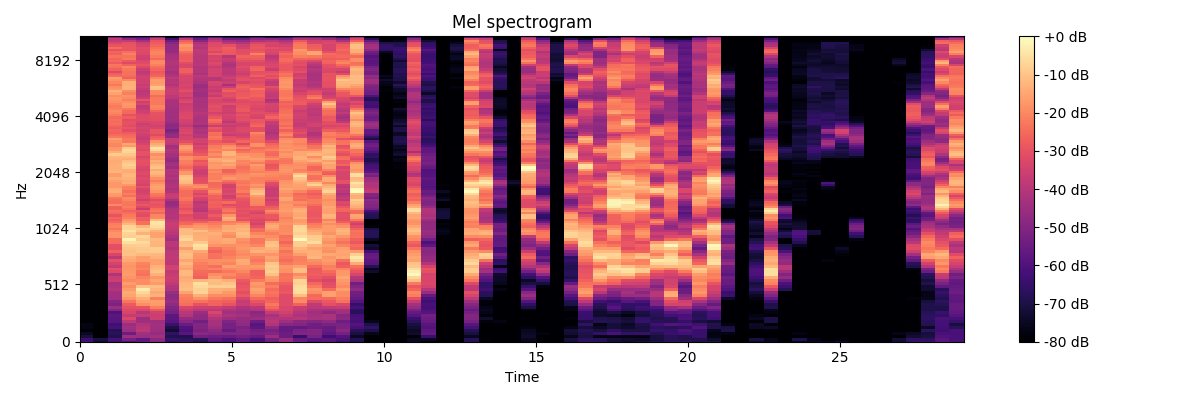 Mel spectrogram
+0 dB
8192
-10 dB
4096
-20 dB
-30 dB
Hz
2048
-40 dB
1024
-50 dB
512
-60 dB
-70 dB
0
-80 dB
0 5 10 15 20 25
Time